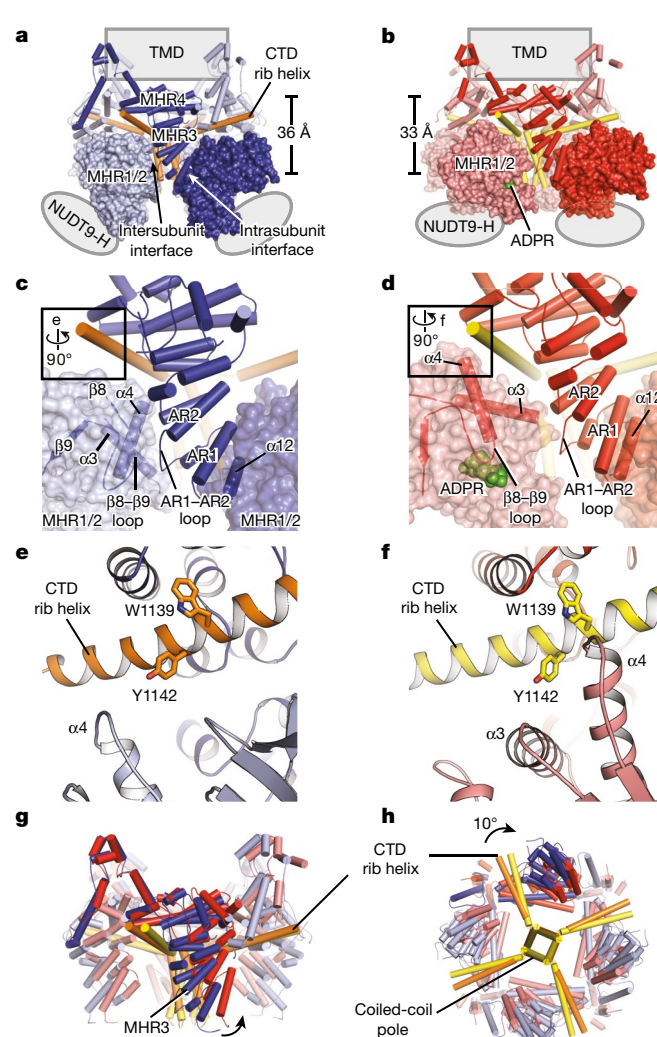 a
TMD
CTD
rib helix
MHR4
MHR3
36 Å
MHR1/2
NUDT9-H
Intersubunit
interface
Intrasubunit
interface
b
TMD
33 Å
MHR1/2
NUDT9-H
ADPR
c
e
90°
β8
α4
AR2
β9
α3
AR1
α12
β8–β9
loop
AR1–AR2
loop
MHR1/2
MHR1/2
d
f
90°
α4
α3
AR2
α12
AR1
ADPR
β8–β9
loop
AR1–AR2
loop
e
CTD
rib helix
W1139
Y1142
α4
f
CTD
rib helix
W1139
Y1142
α4
α3
g
CTD
rib helix
MHR3
h
10°
Coiled-coil
pole